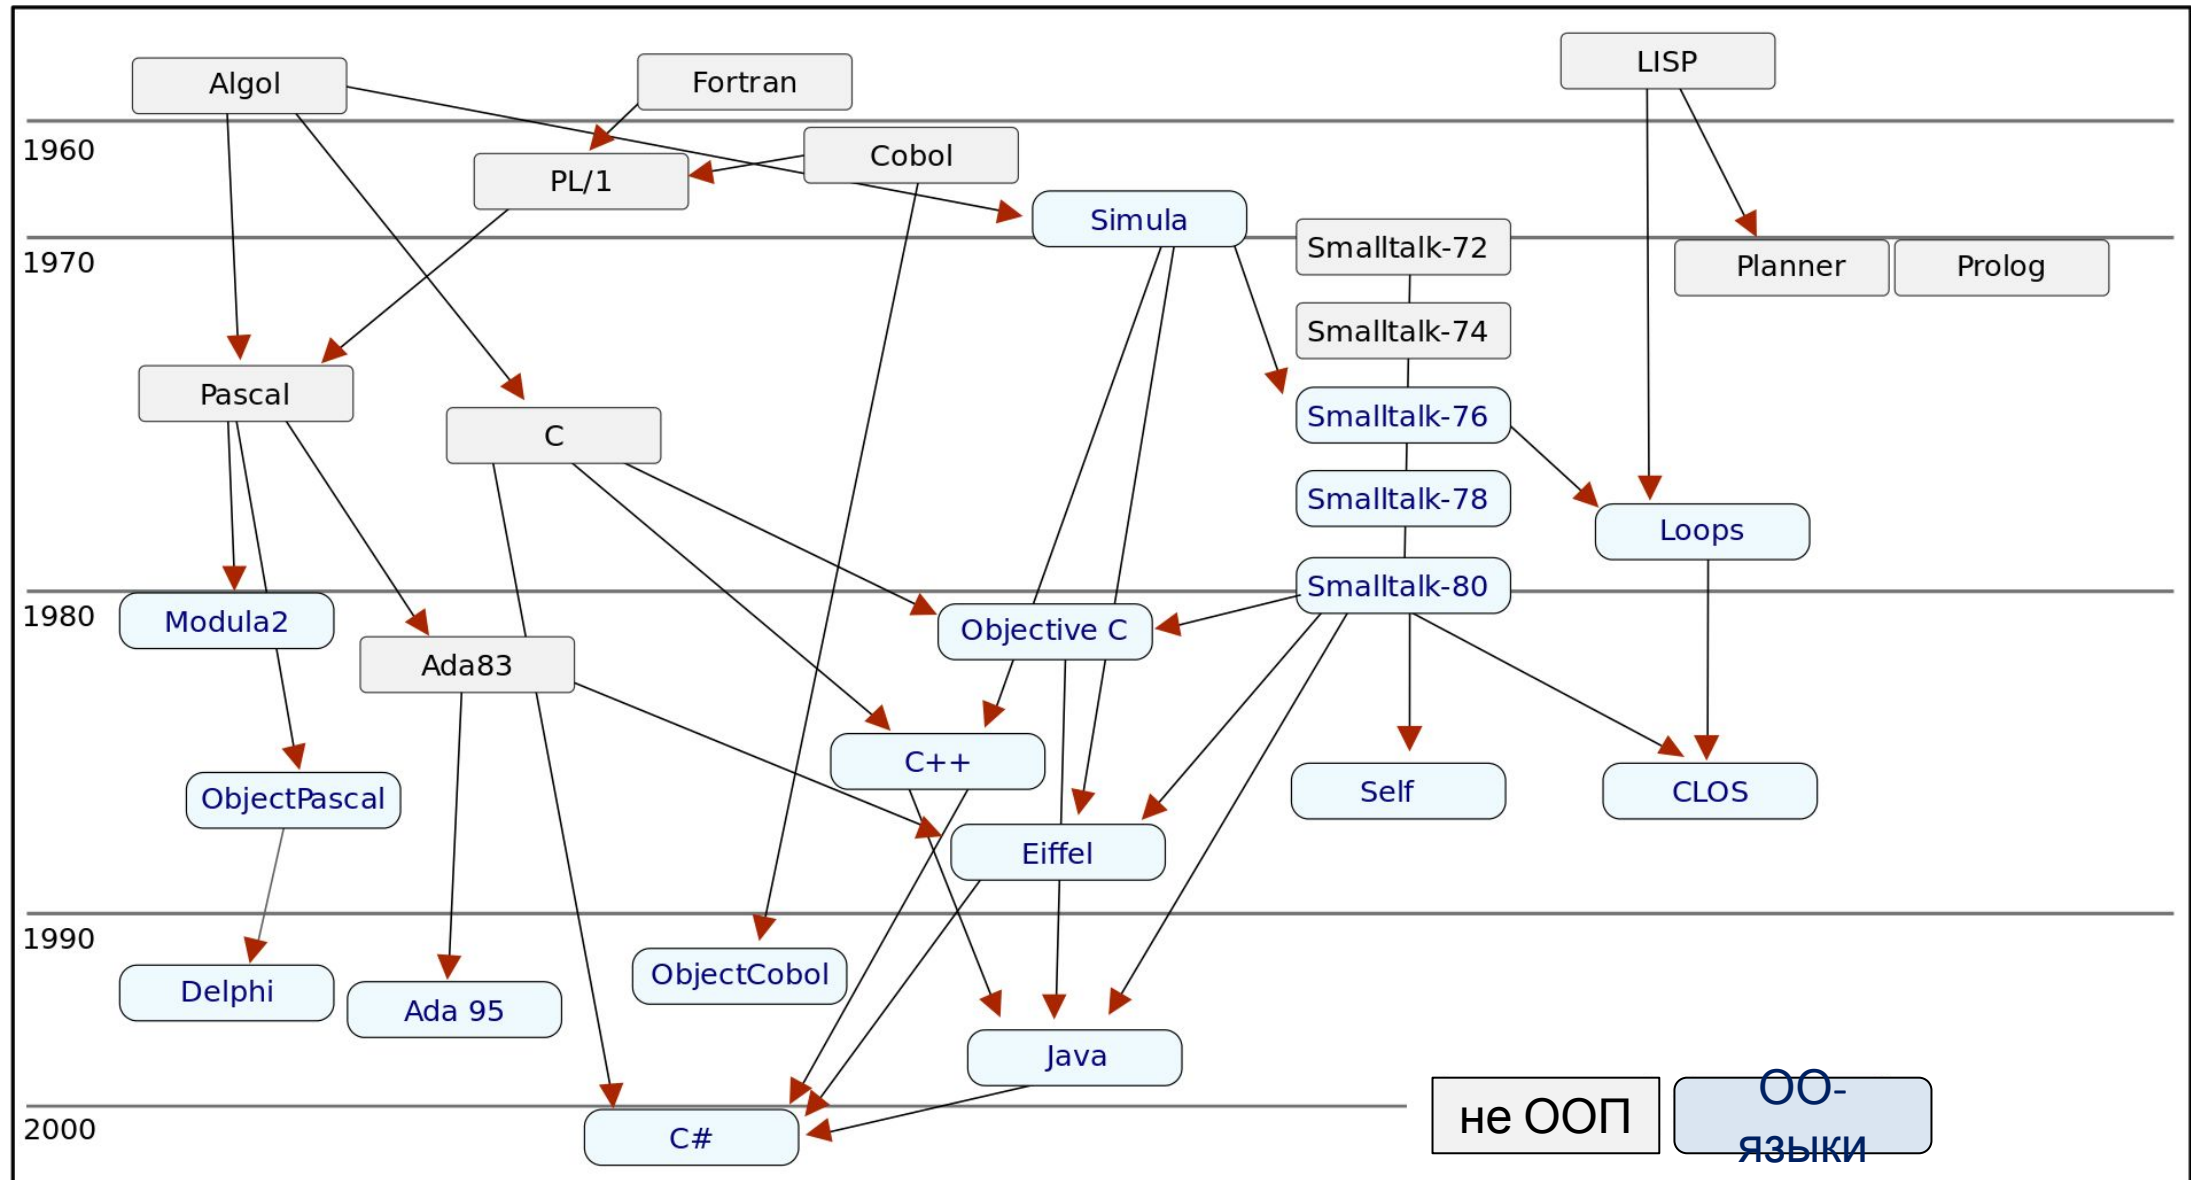 Algol
Fortran
LISP
1960
PL/1
Cobol
Simula
1970
Smalltalk-72
Planner
Prolog
Smalltalk-74
Pascal
C
Smalltalk-76
Smalltalk-78
Loops
1980
Smalltalk-80
Modula2
Objective C
Ada83
C++
ObjectPascal
Self
CLOS
Eiffel
1990
Delphi
Ada 95
ObjectCobol
Java
2000
C#
не ООП
ОО-
языки